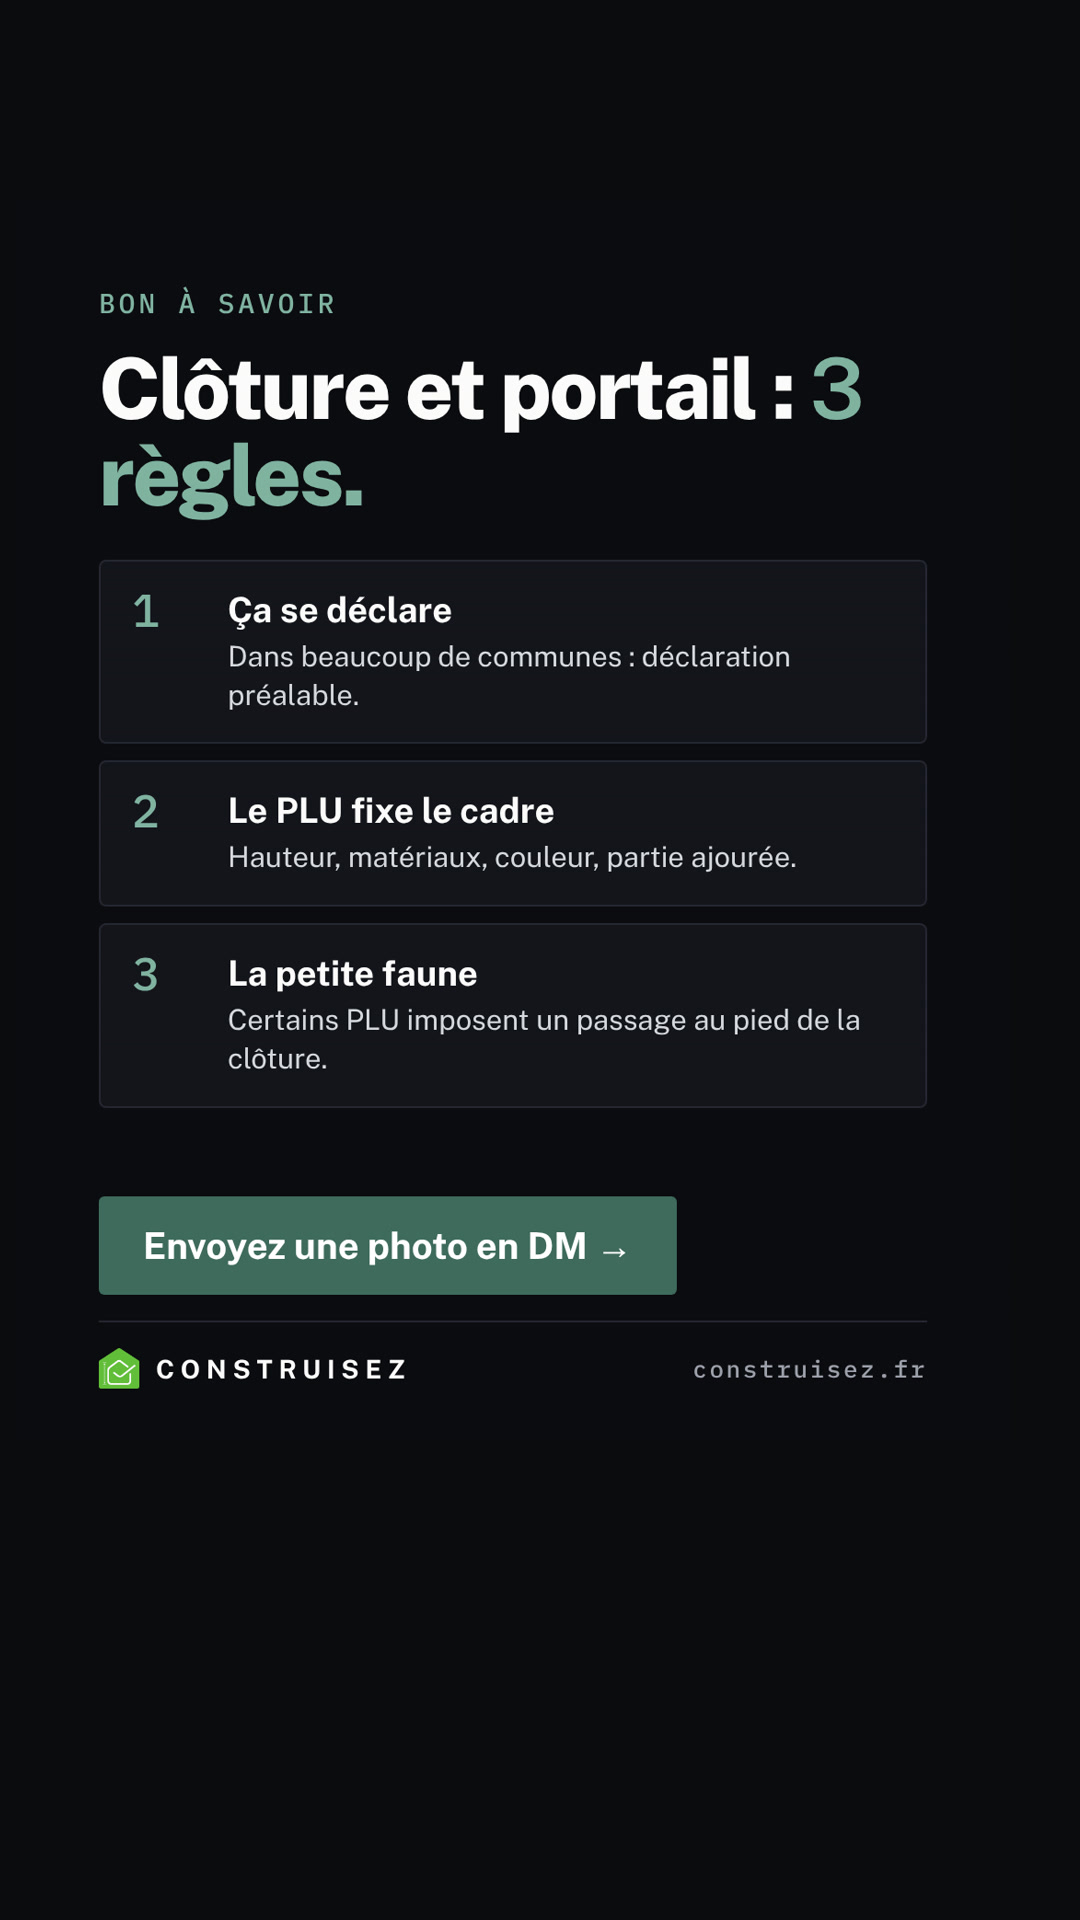 BON À SAVOIR
Clôture et portail : 3
règles.
1
Ça se déclare
Dans beaucoup de communes : déclaration
préalable.
2
Le PLU fixe le cadre
Hauteur, matériaux, couleur, partie ajourée.
3
La petite faune
Certains PLU imposent un passage au pied de la
clôture.
Envoyez une photo en DM →
CONSTRUISEZ
construisez.fr